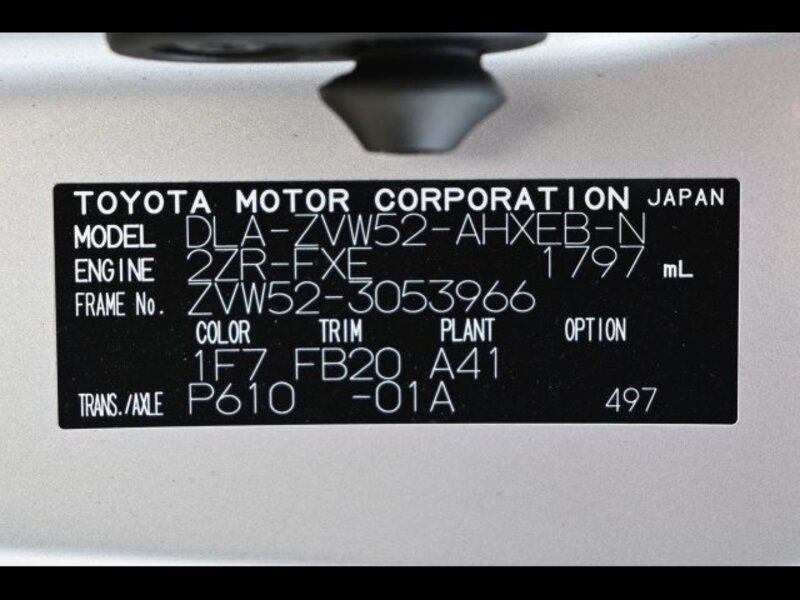 TOYOTA MOTOR CORPORATION JAPAN
MODEL DLA-ZVW52-AHXEB-N
ENGINE 2ZR-FXE 1797 mL
FRAME No. ZVW52-3053966
COLOR TRIM PLANT OPTION
1F7 FB20 A41
TRANS./AXLE P610 -01A 497